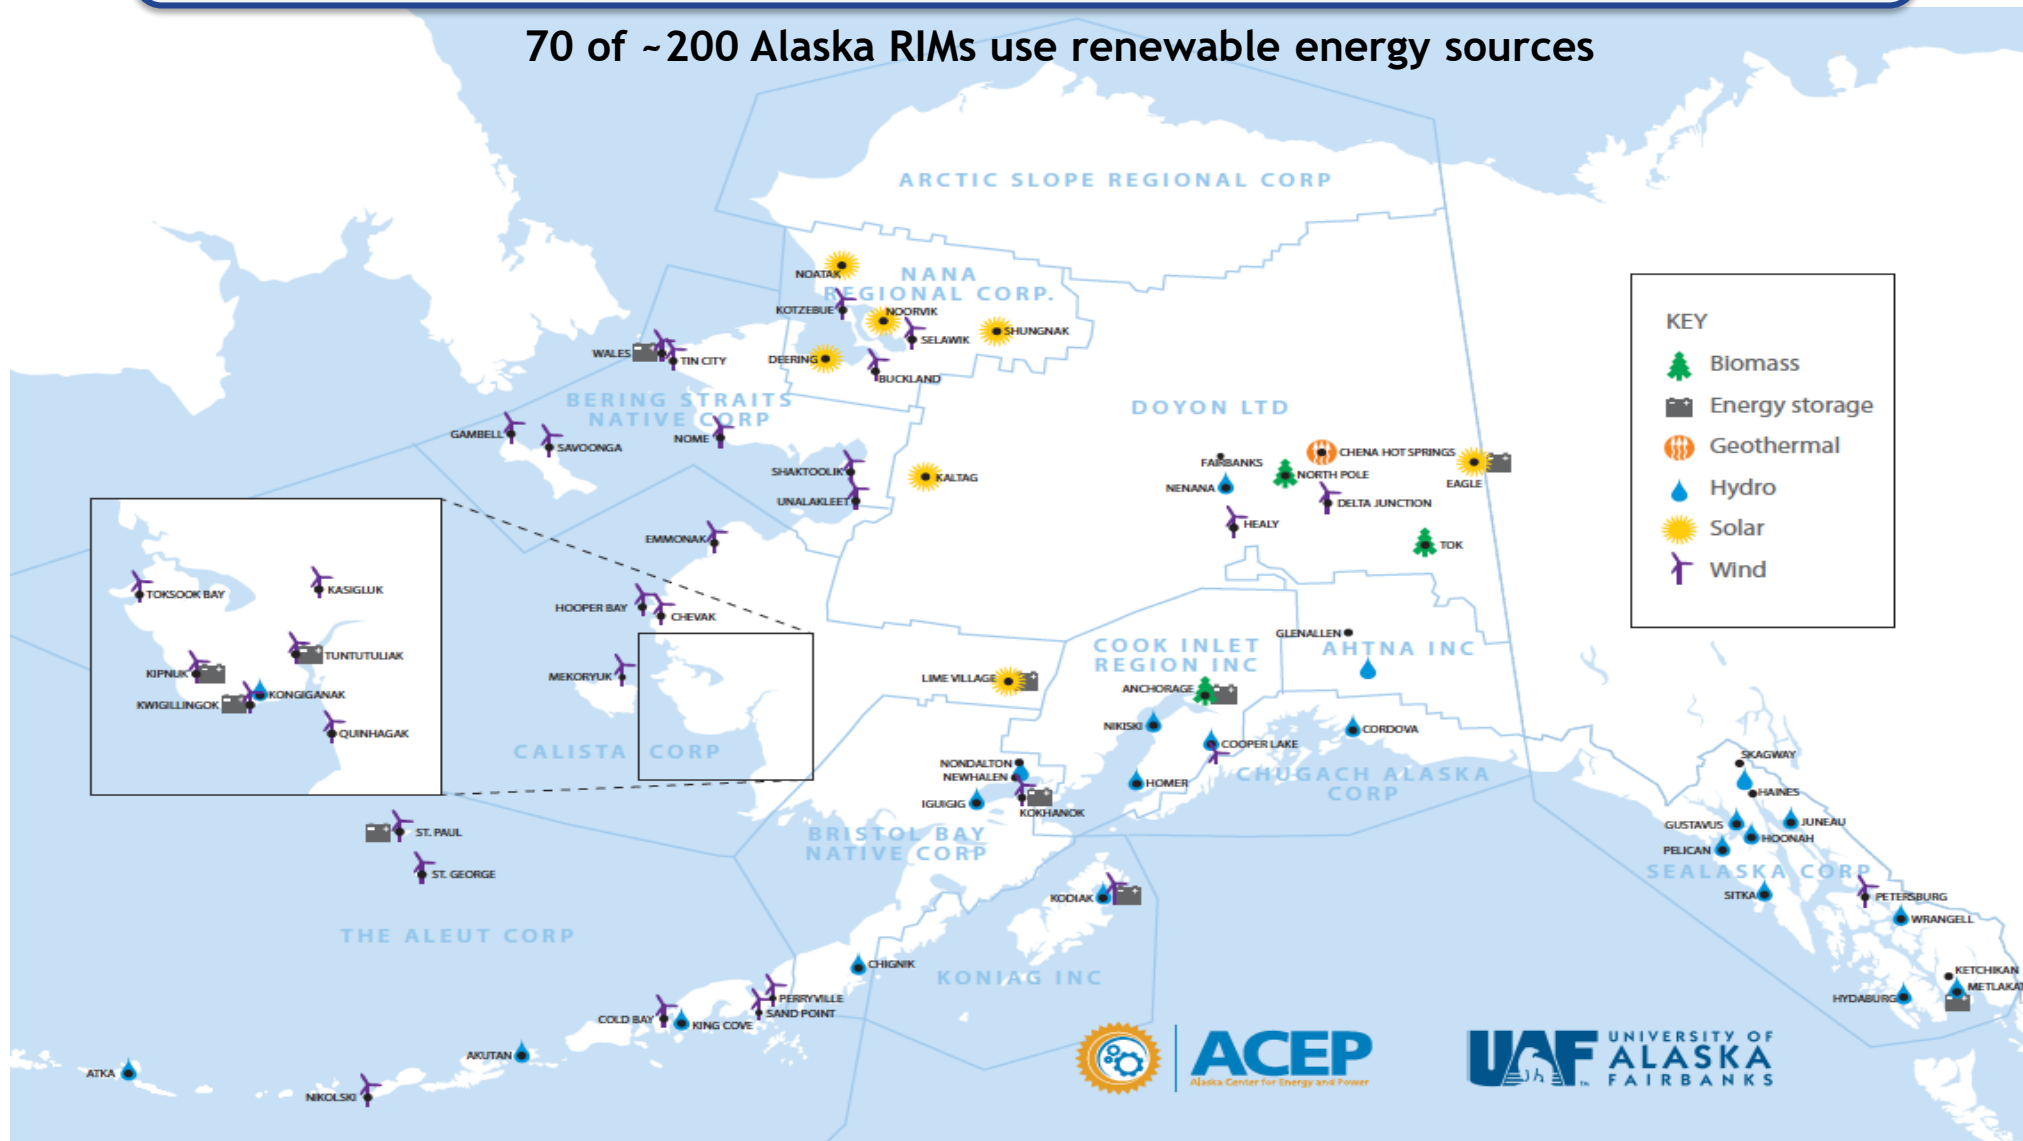 70 of ~200 Alaska RIMs use renewable energy sources
ARCTIC SLOPE REGIONAL CORP
NOATAK
NANA
REGIONAL CORP.
KOTZEBUE
NOORVIK
SELAWIK
SHUNGNAK
DEERING
BUCKLAND
WALES
TIN CITY
BERING STRAITS
NATIVE CORP
GAMBELL
SAVOONGA
NOME
SHAKTOOLIK
UNALAKLEET
KALTAG
DOYON LTD
FAIRBANKS
CHENA HOT SPRINGS
NENANA
NORTH POLE
EAGLE
DELTA JUNCTION
HEALY
TOK
KEY
Biomass
Energy storage
Geothermal
Hydro
Solar
Wind
EMMONAK
HOOPER BAY
CHEVAK
MEKORYUK
TOKSOOK BAY
KASIGLUK
TUNTUTULIAK
KIPNUK
KONGIGANAK
KWIGILLINGOK
QUINHAGAK
CALISTA CORP
LIME VILLAGE
COOK INLET
REGION INC
GLENALLEN
AHTNA INC
ANCHORAGE
NIKISKI
COOPER LAKE
CORDOVA
HOMER
CHUGACH ALASKA
CORP
NONDALTON
NEWHALEN
IGUIGIG
KOKHANOK
BRISTOL BAY
NATIVE CORP
ST. PAUL
ST. GEORGE
THE ALEUT CORP
KODIAK
KONIAG INC
CHIGNIK
PERRYVILLE
SAND POINT
COLD BAY
KING COVE
AKUTAN
ATKA
NIKOLSKI
SKAGWAY
HAINES
GUSTAVUS
JUNEAU
HOONAH
PELICAN
SEALASKA CORP
SITKA
PETERSBURG
WRANGELL
KETCHIKAN
METLAKAT
HYDABURG
ACEP
Alaska Center for Energy and Power
UAF
UNIVERSITY OF
ALASKA
FAIRBANKS